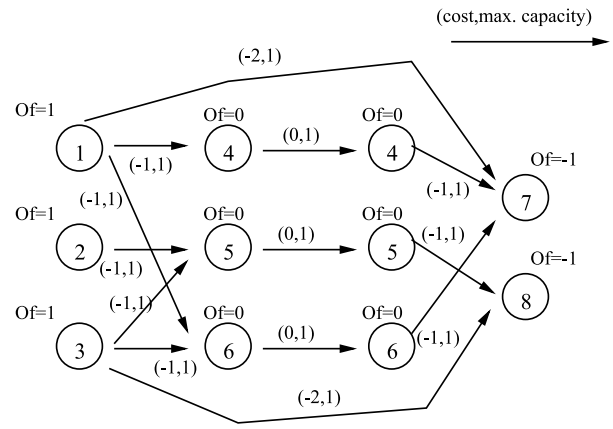 (cost,max. capacity)
(-2,1)
Of=1
Of=0
Of=0
1
(-1,1)
4
(0,1)
4
(-1,1)
Of=-1
7
(-1,1)
Of=1
Of=0
Of=0
2
(-1,1)
5
(0,1)
5
(-1,1)
Of=-1
8
(-1,1)
Of=1
Of=0
Of=0
3
(-1,1)
6
(0,1)
6
(-1,1)
(-2,1)